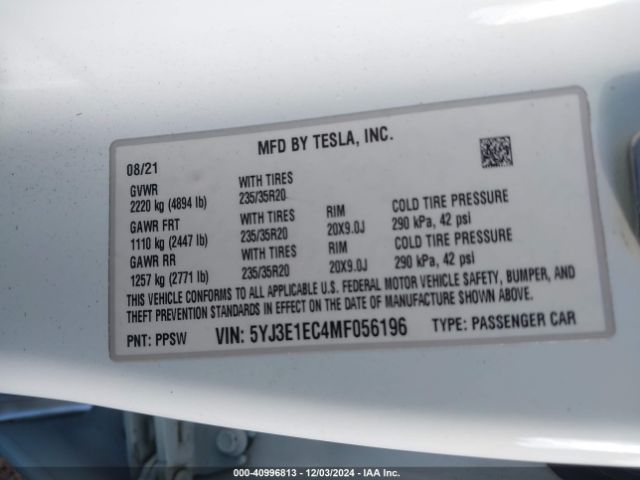 MFD BY TESLA, INC.
08/21
GVWR WITH TIRES
2220 kg (4894 lb) 235/35R20
GAWR FRT WITH TIRES RIM COLD TIRE PRESSURE
1110 kg (2447 lb) 235/35R20 20X9.0J 290 kPa, 42 psi
GAWR RR WITH TIRES RIM COLD TIRE PRESSURE
1257 kg (2771 lb) 235/35R20 20X9.0J 290 kPa, 42 psi
THIS VEHICLE CONFORMS TO ALL APPLICABLE U.S. FEDERAL MOTOR VEHICLE SAFETY, BUMPER, AND
THEFT PREVENTION STANDARDS IN EFFECT ON THE DATE OF MANUFACTURE SHOWN ABOVE.
PNT: PPSW VIN: 5YJ3E1EC4MF056196 TYPE: PASSENGER CAR
© STOCK: 40996813 - 12/03/2024 - IAA Inc.